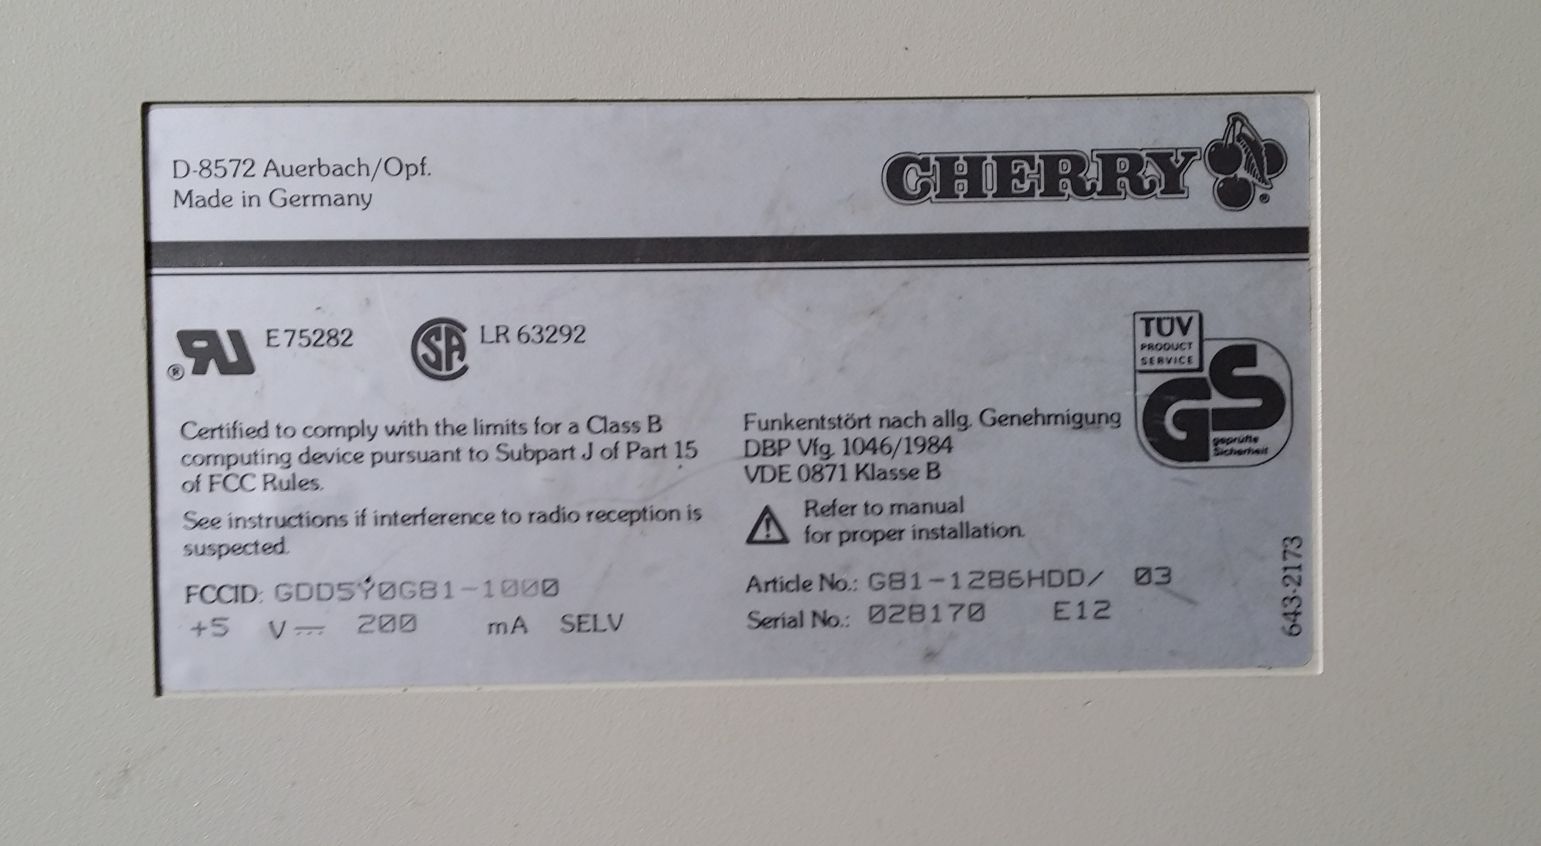 D-8572 Auerbach/Opf.
Made in Germany
CHERRY ®
® RU E75282
SA LR 63292
TÜV
PRODUCT
SERVICE
GS
geprüfte
Sicherheit
Certified to comply with the limits for a Class B
computing device pursuant to Subpart J of Part 15
of FCC Rules.
See instructions if interference to radio reception is
suspected.
FCCID: GDD5Y0G81-1000
+5 V 200 mA SELV
Funkentstört nach allg. Genehmigung
DBP Vfg. 1046/1984
VDE 0871 Klasse B
Refer to manual
for proper installation.
Article No.: G81-1286HDD/ 03
Serial No.: 028170 E12
643-2173